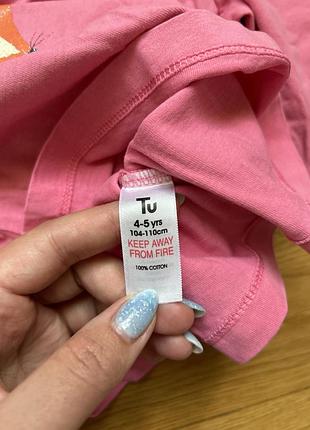 Tu
4-5 yrs
104-110cm
KEEP AWAY
FROM FIRE
100% COTTON